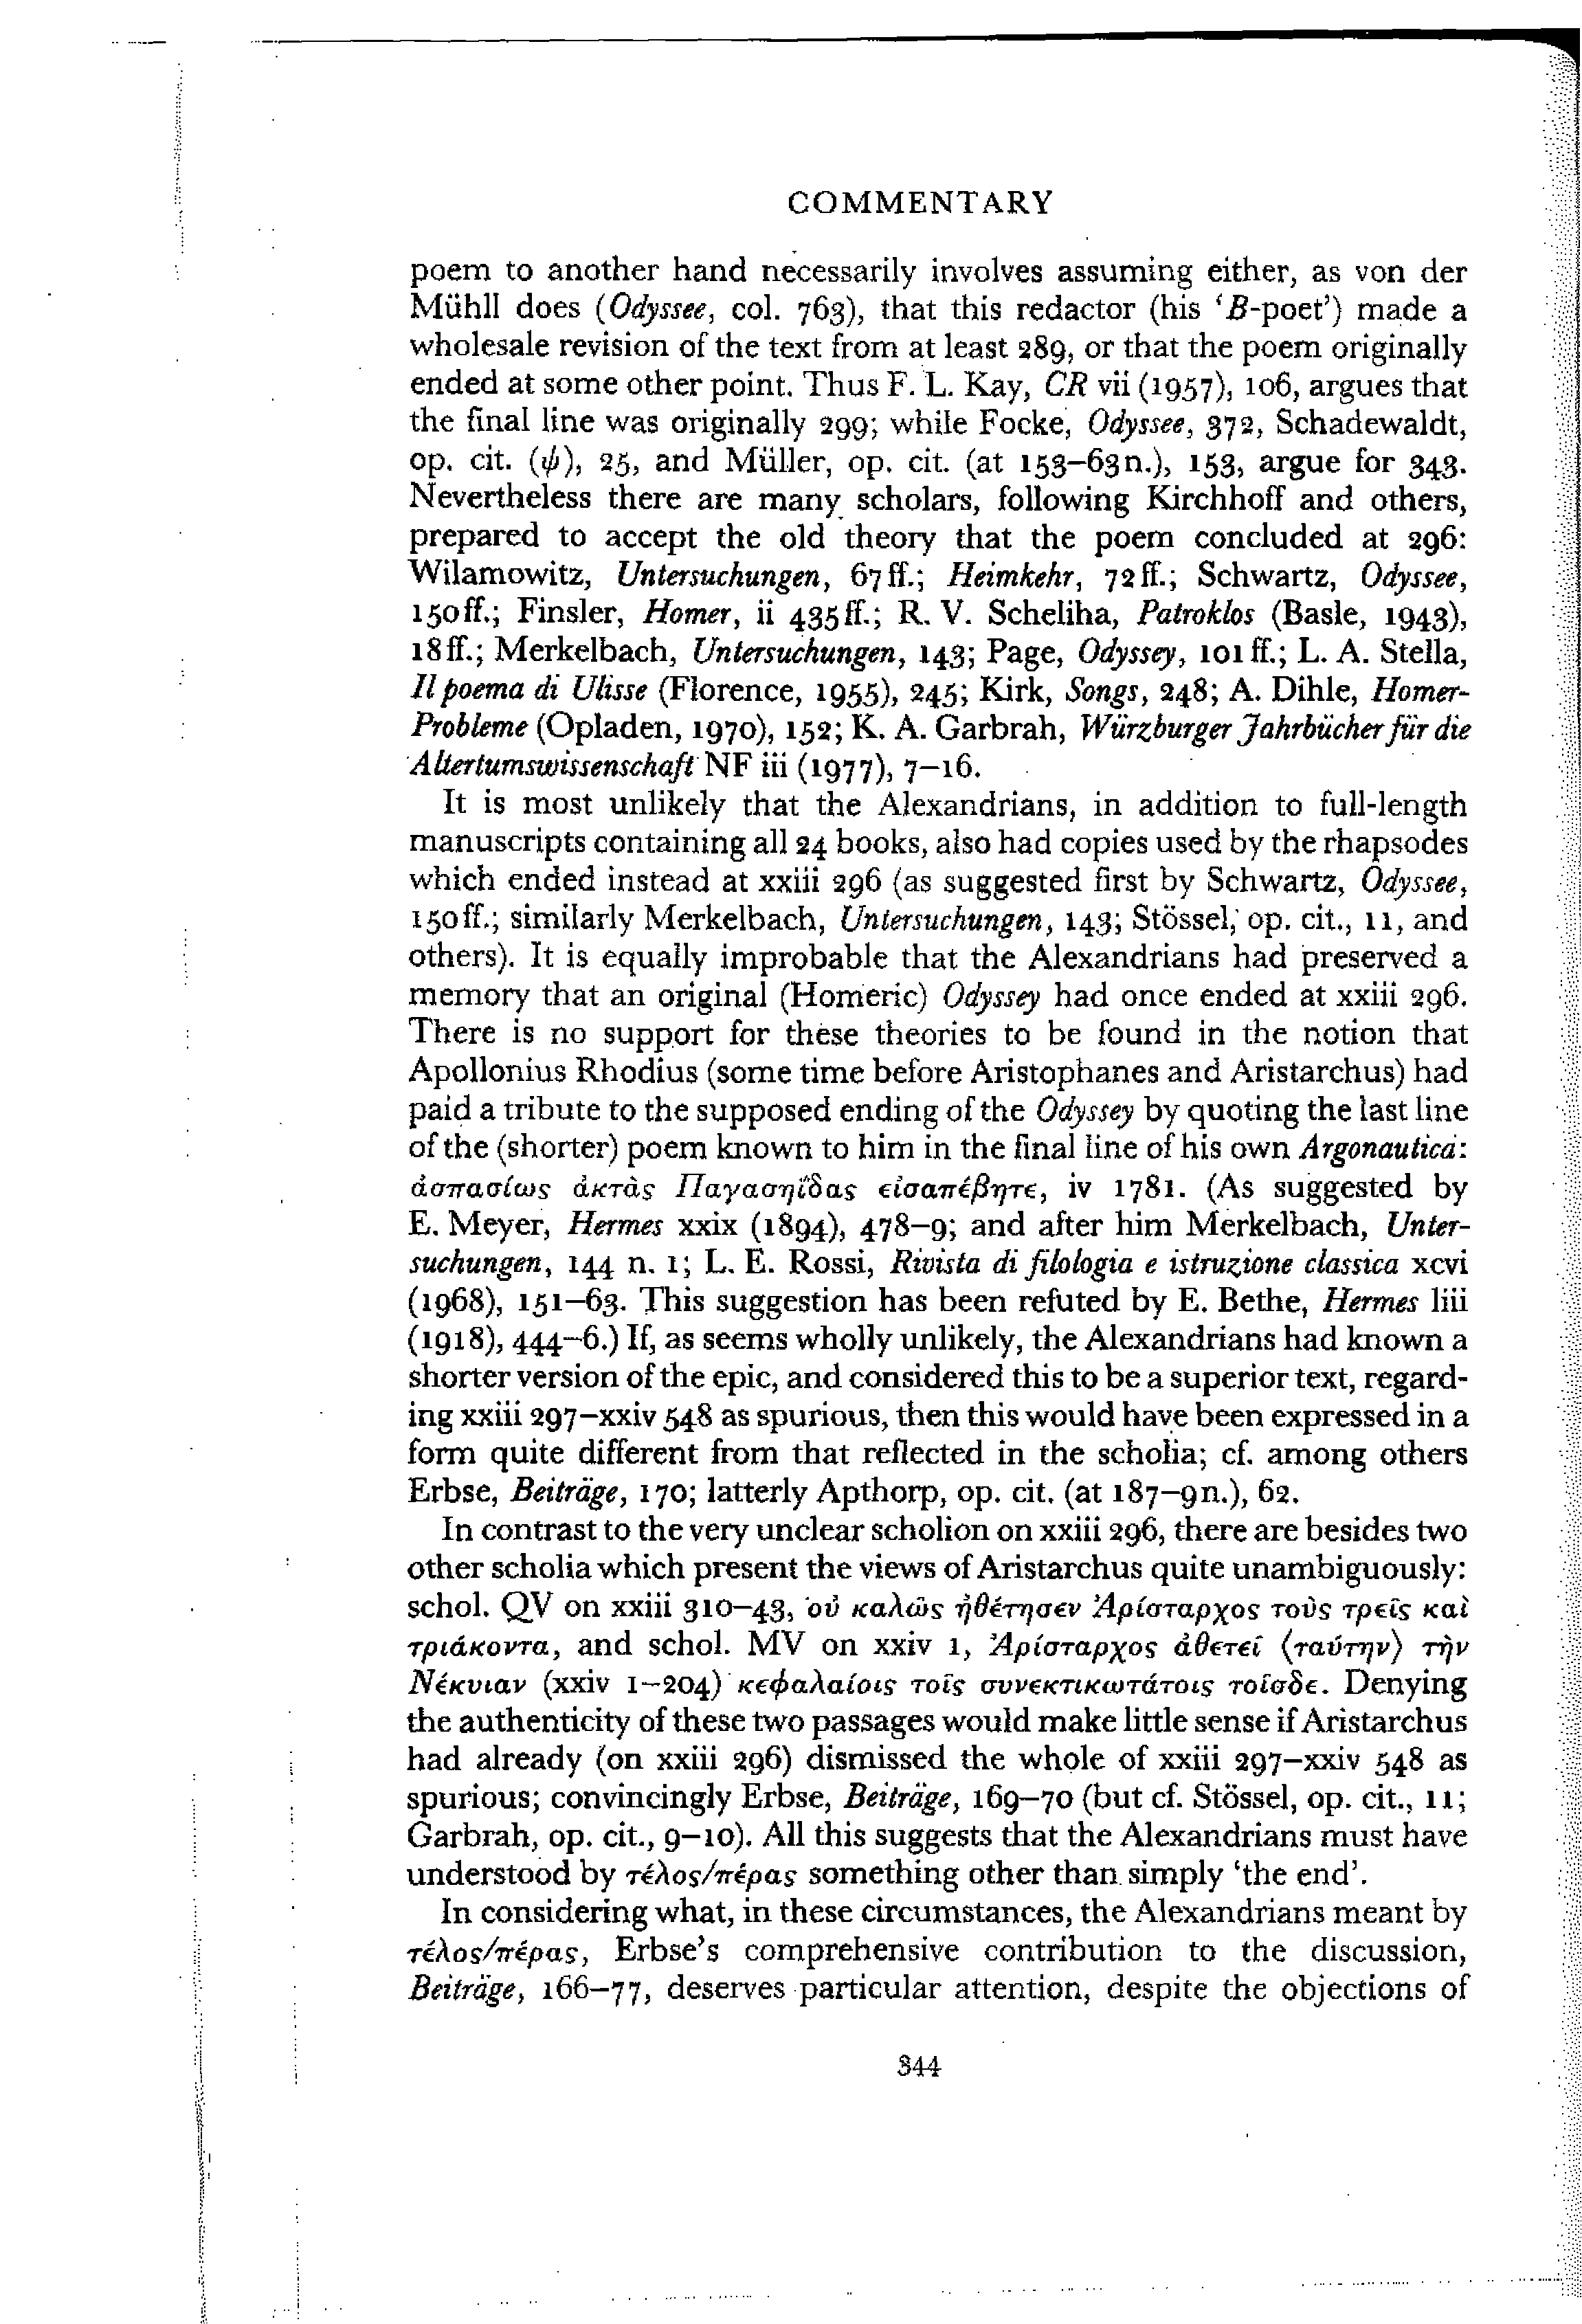 COMMENTARY
poem to another hand necessarily involves assuming either, as von der
Mühll does (Odyssee, col. 763), that this redactor (his ‘B-poet’) made a
wholesale revision of the text from at least 289, or that the poem originally
ended at some other point. Thus F. L. Kay, CR vii (1957), 106, argues that
the final line was originally 299; while Focke, Odyssee, 372, Schadewaldt,
op. cit. (ψ), 25, and Müller, op. cit. (at 153–63n.), 153, argue for 343.
Nevertheless there are many scholars, following Kirchhoff and others,
prepared to accept the old theory that the poem concluded at 296:
Wilamowitz, Untersuchungen, 67ff.; Heimkehr, 72ff.; Schwartz, Odyssee,
150ff.; Finsler, Homer, ii 435ff.; R. V. Scheliha, Patroklos (Basle, 1943),
18ff.; Merkelbach, Untersuchungen, 143; Page, Odyssey, 101ff.; L. A. Stella,
Il poema di Ulisse (Florence, 1955), 245; Kirk, Songs, 248; A. Dihle, Homer-
Probleme (Opladen, 1970), 152; K. A. Garbrah, Würzburger Jahrbücher für die
Altertumswissenschaft NF iii (1977), 7–16.
It is most unlikely that the Alexandrians, in addition to full-length
manuscripts containing all 24 books, also had copies used by the rhapsodes
which ended instead at xxiii 296 (as suggested first by Schwartz, Odyssee,
150ff.; similarly Merkelbach, Untersuchungen, 143; Stössel, op. cit., 11, and
others). It is equally improbable that the Alexandrians had preserved a
memory that an original (Homeric) Odyssey had once ended at xxiii 296.
There is no support for these theories to be found in the notion that
Apollonius Rhodius (some time before Aristophanes and Aristarchus) had
paid a tribute to the supposed ending of the Odyssey by quoting the last line
of the (shorter) poem known to him in the final line of his own Argonautica:
ἀσπασίως ἀκτὰς Παγασηΐδας εἰσαπέβητε, iv 1781. (As suggested by
E. Meyer, Hermes xxix (1894), 478–9; and after him Merkelbach, Unter-
suchungen, 144 n. 1; L. E. Rossi, Rivista di filologia e istruzione classica xcvi
(1968), 151–63. This suggestion has been refuted by E. Bethe, Hermes liii
(1918), 444–6.) If, as seems wholly unlikely, the Alexandrians had known a
shorter version of the epic, and considered this to be a superior text, regard-
ing xxiii 297–xxiv 548 as spurious, then this would have been expressed in a
form quite different from that reflected in the scholia; cf. among others
Erbse, Beiträge, 170; latterly Apthorp, op. cit. (at 187–9n.), 62.
In contrast to the very unclear scholion on xxiii 296, there are besides two
other scholia which present the views of Aristarchus quite unambiguously:
schol. QV on xxiii 310–43, οὐ καλῶς ἠθέτησεν Ἀρίσταρχος τοὺς τρεῖς καὶ
τριάκοντα, and schol. MV on xxiv 1, Ἀρίσταρχος ἀθετεῖ ⟨ταύτην⟩ τὴν
Νέκυιαν (xxiv 1–204) κεφαλαίοις τοῖς συνεκτικωτάτοις τοῖσδε. Denying
the authenticity of these two passages would make little sense if Aristarchus
had already (on xxiii 296) dismissed the whole of xxiii 297–xxiv 548 as
spurious; convincingly Erbse, Beiträge, 169–70 (but cf. Stössel, op. cit., 11;
Garbrah, op. cit., 9–10). All this suggests that the Alexandrians must have
understood by τέλος/πέρας something other than simply ‘the end’.
In considering what, in these circumstances, the Alexandrians meant by
τέλος/πέρας, Erbse’s comprehensive contribution to the discussion,
Beiträge, 166–77, deserves particular attention, despite the objections of
344